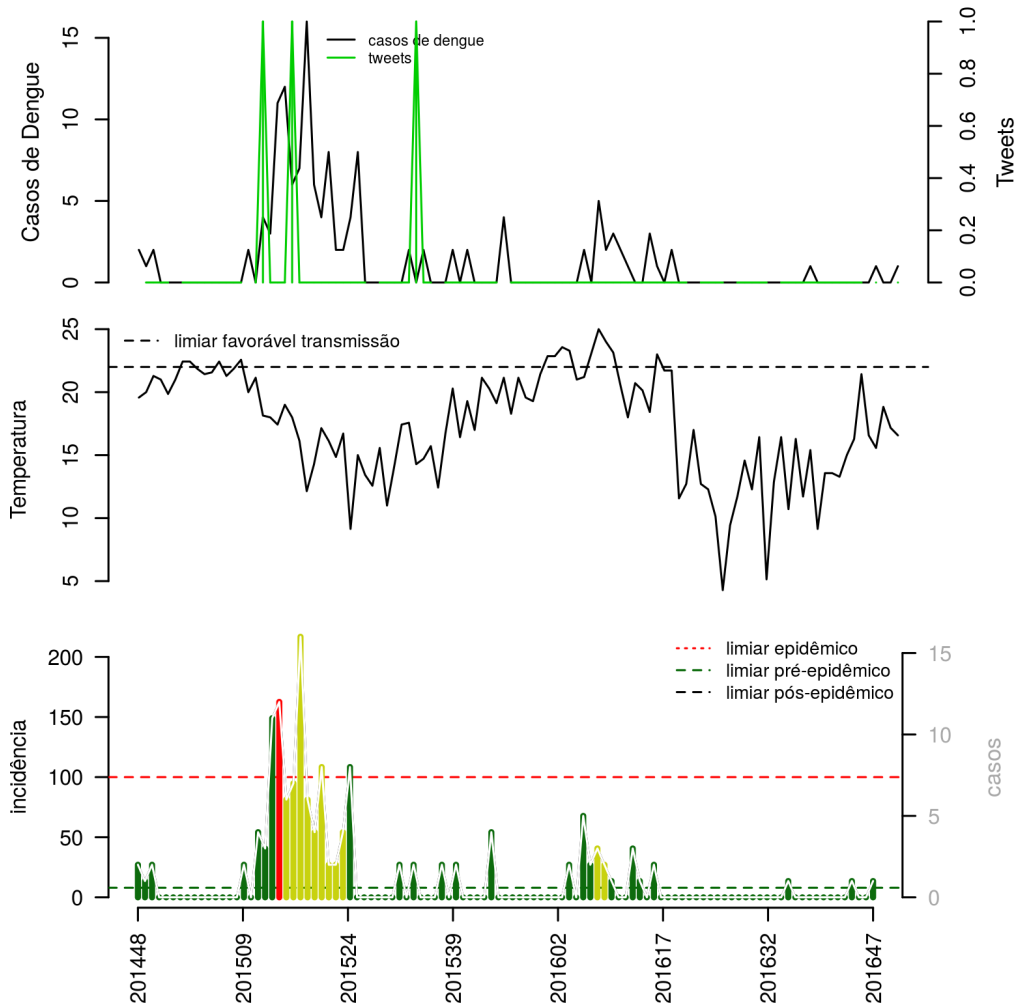 casos de dengue
tweets
Casos de Dengue
0
5
10
15
Tweets
0.0
0.2
0.4
0.6
0.8
1.0
limiar favorável transmissão
Temperatura
5
10
15
20
25
limiar epidêmico
limiar pré-epidêmico
limiar pós-epidêmico
incidência
0
50
100
150
200
casos
0
5
10
15
201448
201509
201524
201539
201602
201617
201632
201647